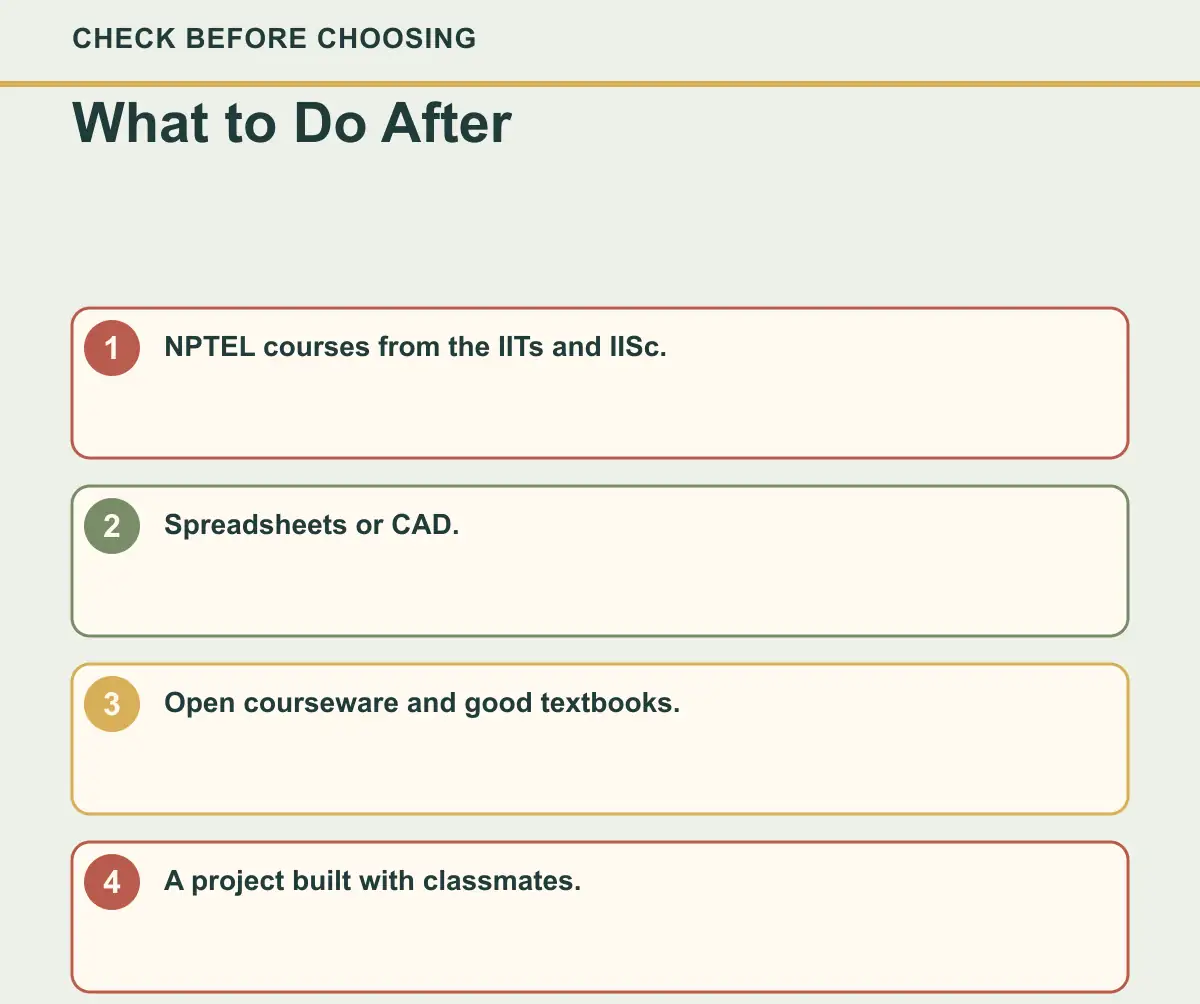 CHECK BEFORE CHOOSING
What to Do After
1 NPTEL courses from the IITs and IISc.
2 Spreadsheets or CAD.
3 Open courseware and good textbooks.
4 A project built with classmates.